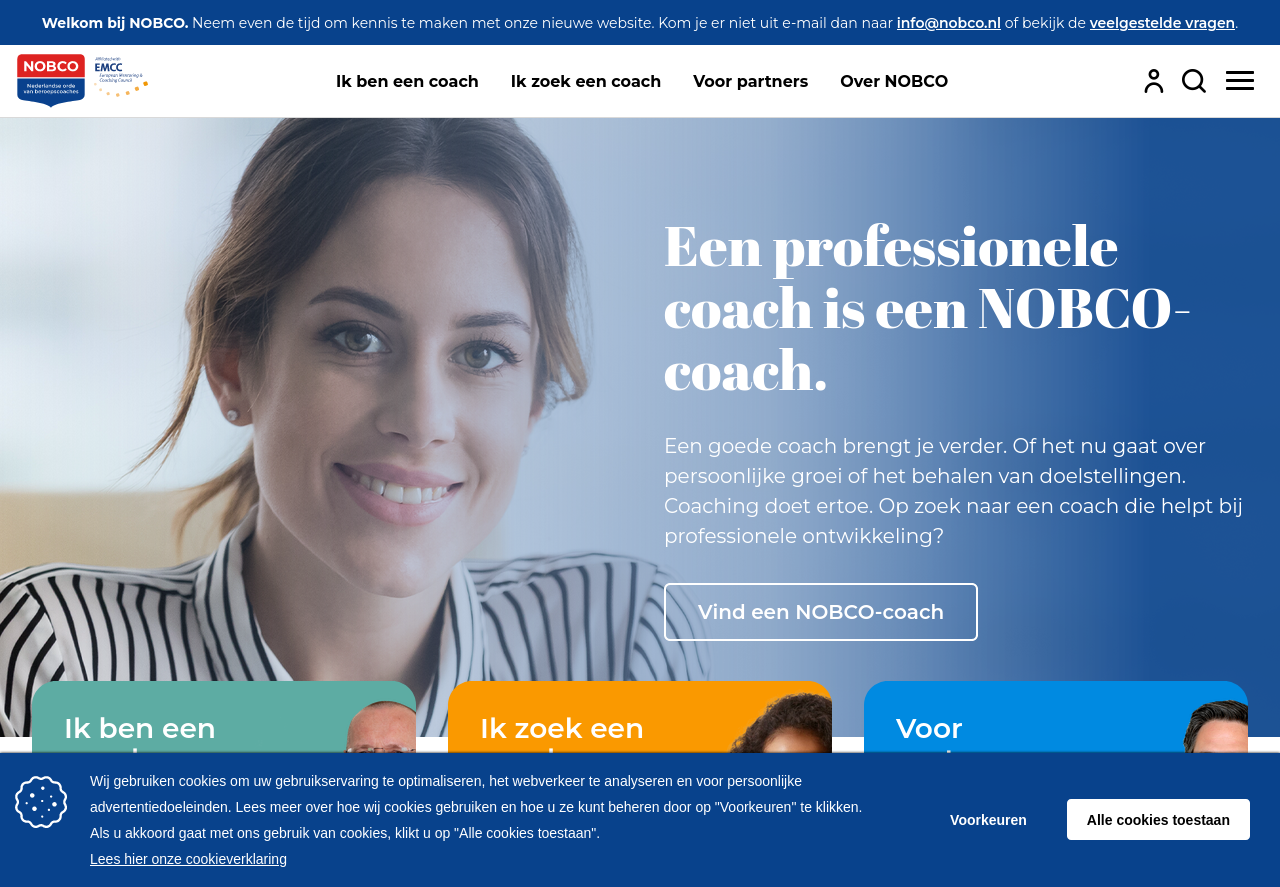 Welkom bij NOBCO. Neem even de tijd om kennis te maken met onze nieuwe website. Kom je er niet uit e-mail dan naar info@nobco.nl of bekijk de veelgestelde vragen.
NOBCO
Nederlandse orde
van beroepscoaches
Affiliated with
EMCC
European Mentoring &
Coaching Council
Ik ben een coach
Ik zoek een coach
Voor partners
Over NOBCO
Een professionele
coach is een NOBCO-
coach.
Een goede coach brengt je verder. Of het nu gaat over
persoonlijke groei of het behalen van doelstellingen.
Coaching doet ertoe. Op zoek naar een coach die helpt bij
professionele ontwikkeling?
Vind een NOBCO-coach
Ik ben een
Ik zoek een
Voor
Wij gebruiken cookies om uw gebruikservaring te optimaliseren, het webverkeer te analyseren en voor persoonlijke
advertentiedoeleinden. Lees meer over hoe wij cookies gebruiken en hoe u ze kunt beheren door op "Voorkeuren" te klikken.
Als u akkoord gaat met ons gebruik van cookies, klikt u op "Alle cookies toestaan".
Lees hier onze cookieverklaring
Voorkeuren
Alle cookies toestaan